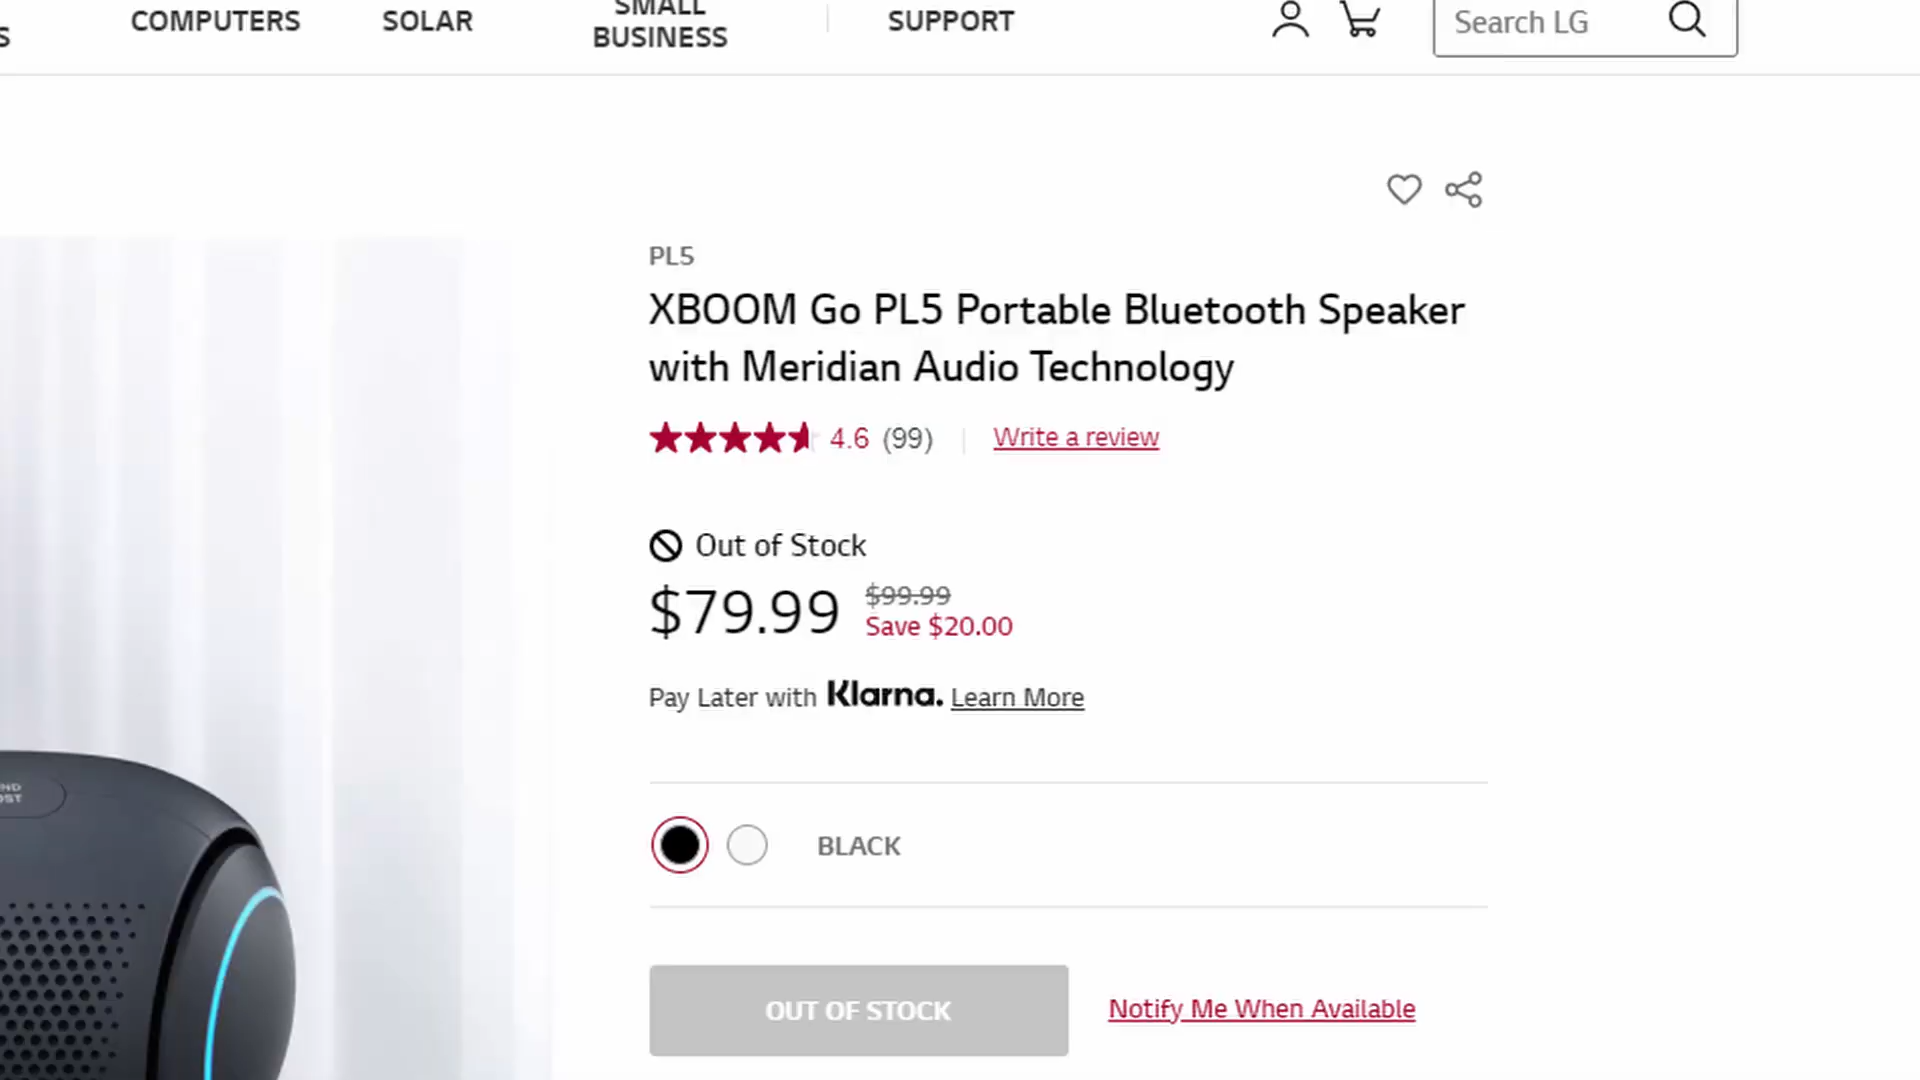 COMPUTERS
SOLAR
SMALL
BUSINESS
SUPPORT
Search LG
PL5
XBOOM Go PL5 Portable Bluetooth Speaker
with Meridian Audio Technology
4.6 (99)
Write a review
Out of Stock
$79.99
$99.99
Save $20.00
Pay Later with Klarna. Learn More
BLACK
OUT OF STOCK
Notify Me When Available